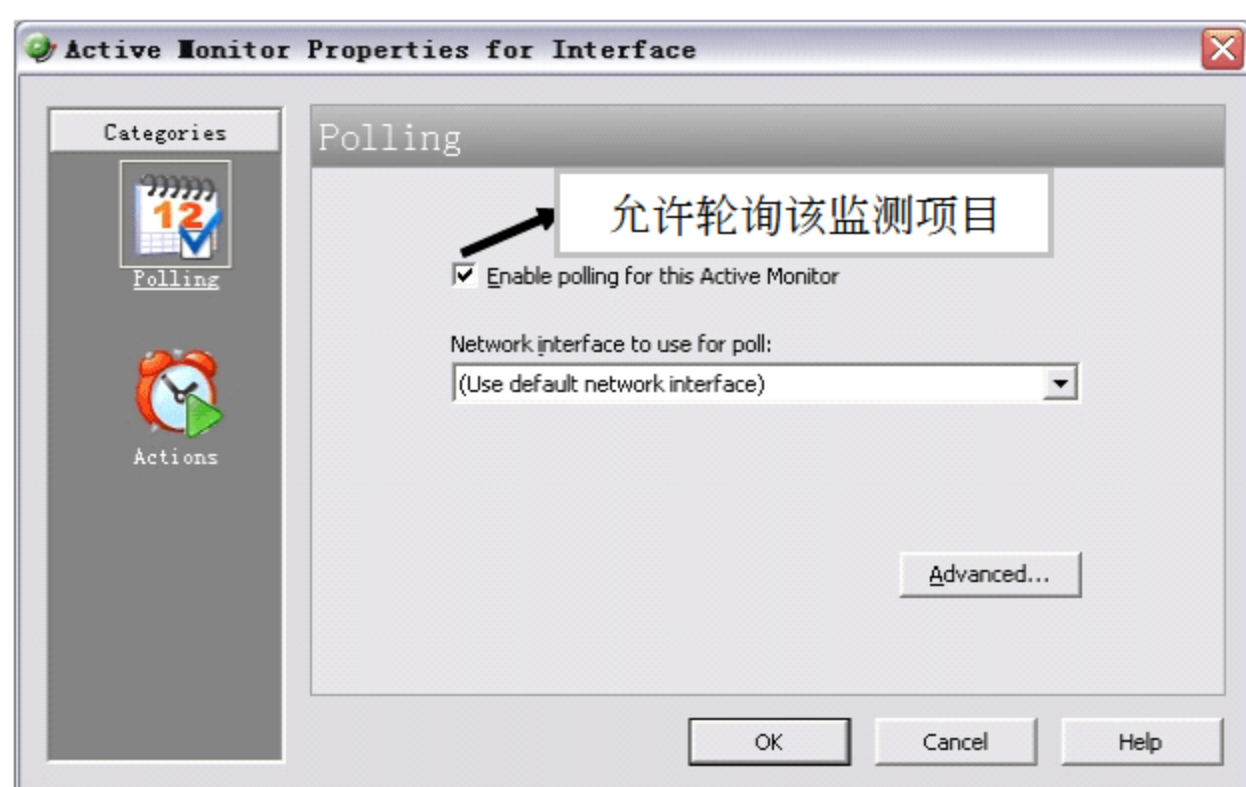 Active Monitor Properties for Interface
Categories
Polling
12
Polling
Actions
允许轮询该监测项目
Enable polling for this Active Monitor
Network interface to use for poll:
(Use default network interface)
Advanced...
OK
Cancel
Help